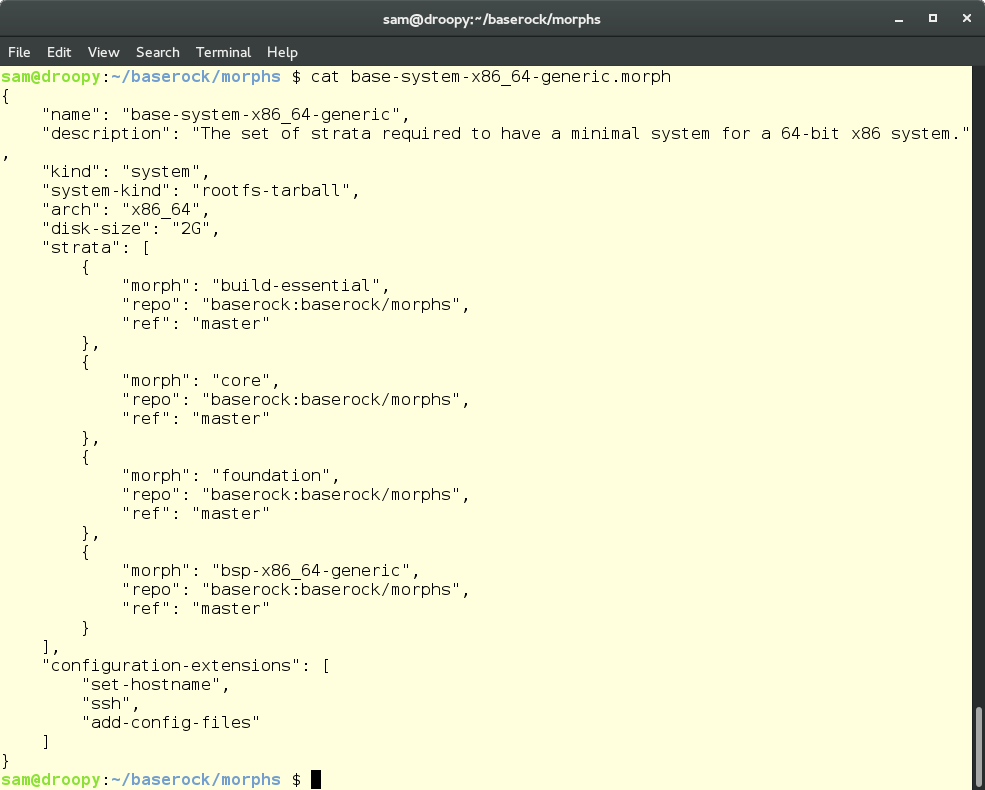 sam@droopy:~/baserock/morphs
File Edit View Search Terminal Help
sam@droopy:~/baserock/morphs $ cat base-system-x86_64-generic.morph
{
    "name": "base-system-x86_64-generic",
    "description": "The set of strata required to have a minimal system for a 64-bit x86 system."
,
    "kind": "system",
    "system-kind": "rootfs-tarball",
    "arch": "x86_64",
    "disk-size": "2G",
    "strata": [
        {
            "morph": "build-essential",
            "repo": "baserock:baserock/morphs",
            "ref": "master"
        },
        {
            "morph": "core",
            "repo": "baserock:baserock/morphs",
            "ref": "master"
        },
        {
            "morph": "foundation",
            "repo": "baserock:baserock/morphs",
            "ref": "master"
        },
        {
            "morph": "bsp-x86_64-generic",
            "repo": "baserock:baserock/morphs",
            "ref": "master"
        }
    ],
    "configuration-extensions": [
        "set-hostname",
        "ssh",
        "add-config-files"
    ]
}
sam@droopy:~/baserock/morphs $